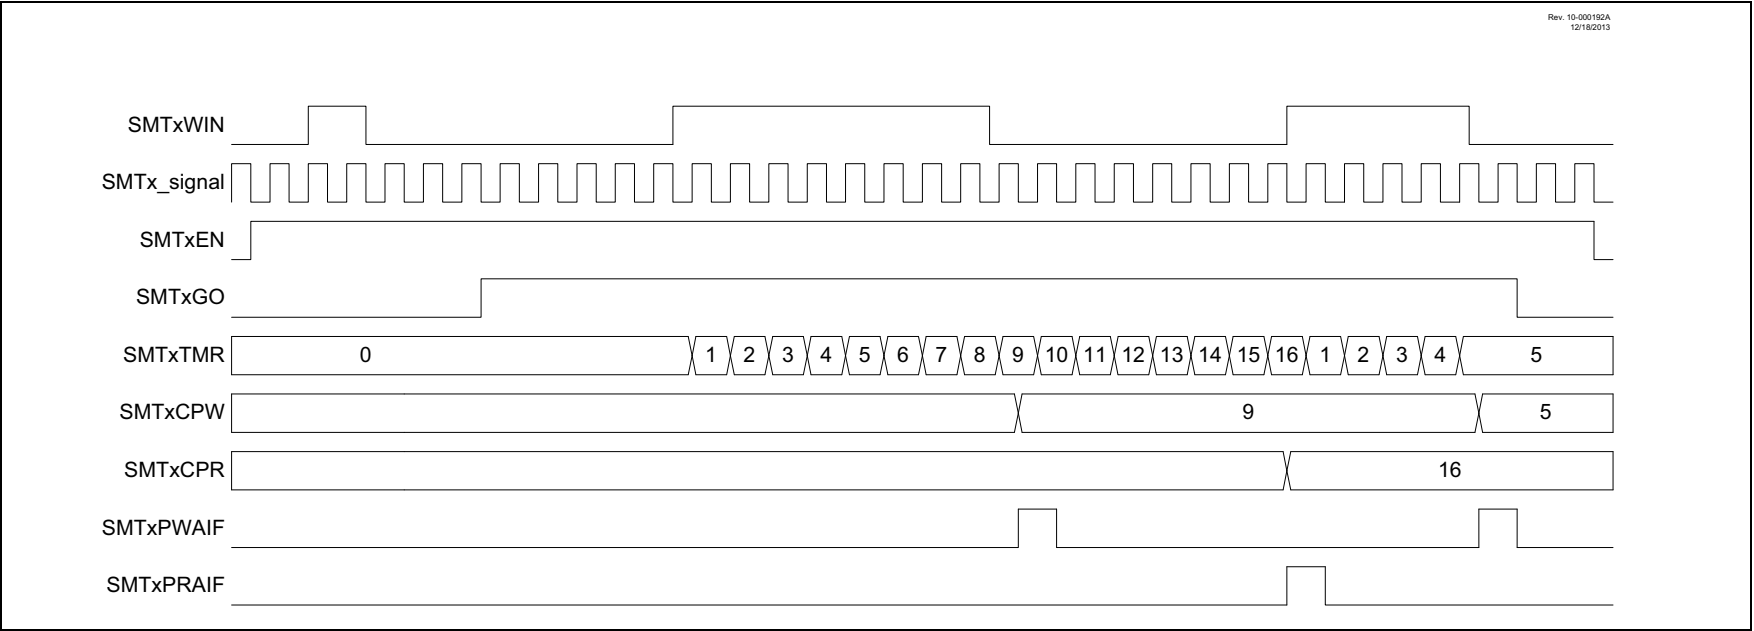 Rev. 10-000192A
12/18/2013
SMTxWIN
SMTx_signal
SMTxEN
SMTxGO
SMTxTMR 0 1 2 3 4 5 6 7 8 9 10 11 12 13 14 15 16 1 2 3 4 5
SMTxCPW 9 5
SMTxCPR 16
SMTxPWAIF
SMTxPRAIF